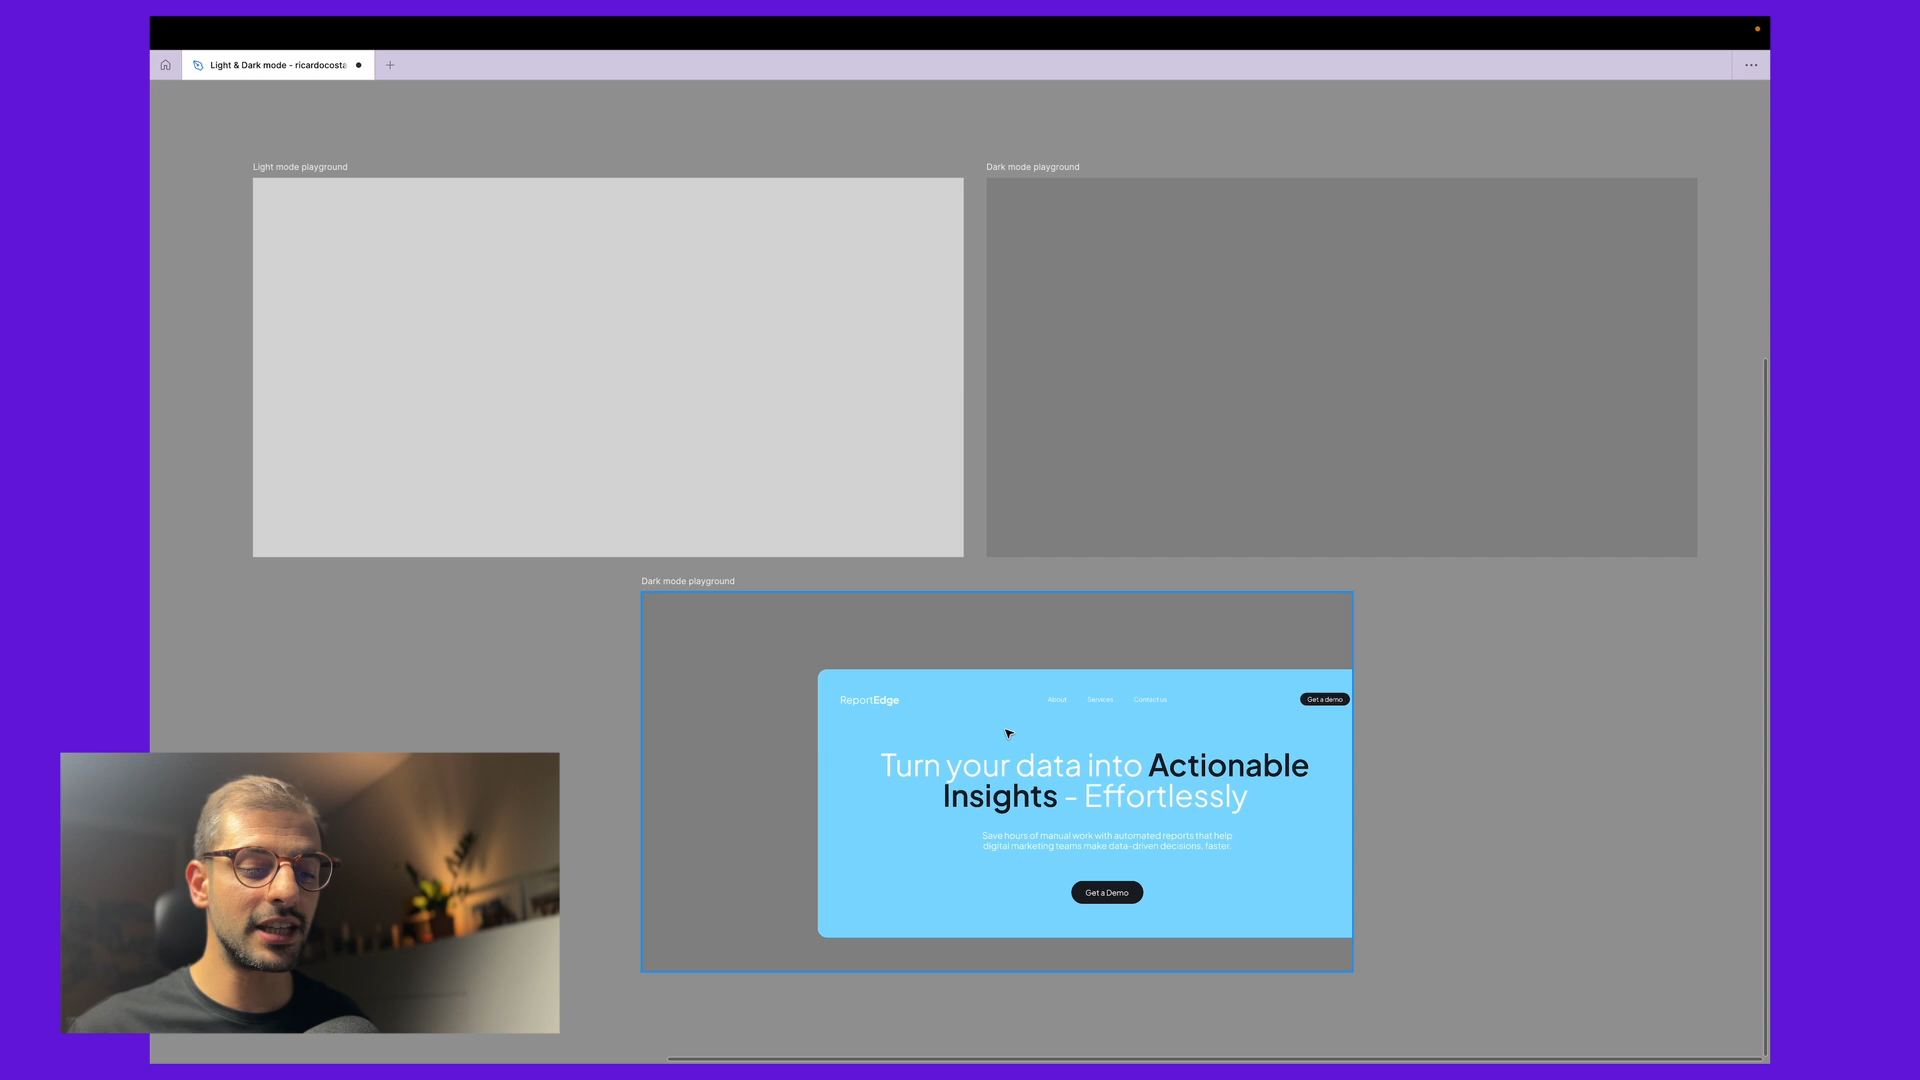 Light & Dark mode - ricardocosta
Light mode playground
Dark mode playground
Dark mode playground
ReportEdge
About
Services
Contact us
Get a demo
Turn your data into Actionable
Insights - Effortlessly
Save hours of manual work with automated reports that help
digital marketing teams make data-driven decisions, faster.
Get a Demo